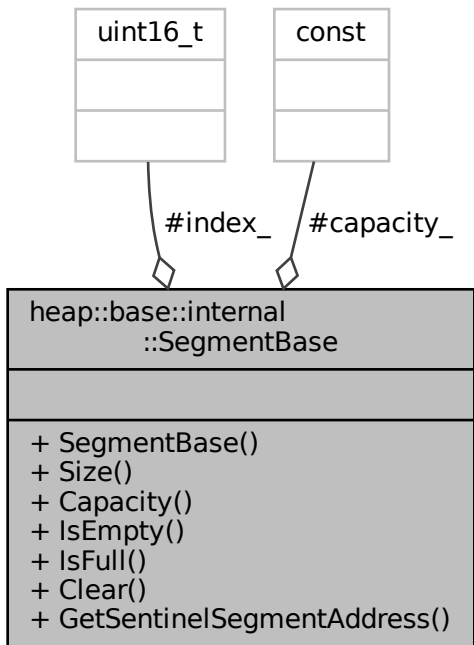 uint16_t
const
#index_
#capacity_
heap::base::internal
::SegmentBase
+ SegmentBase()
+ Size()
+ Capacity()
+ IsEmpty()
+ IsFull()
+ Clear()
+ GetSentinelSegmentAddress()